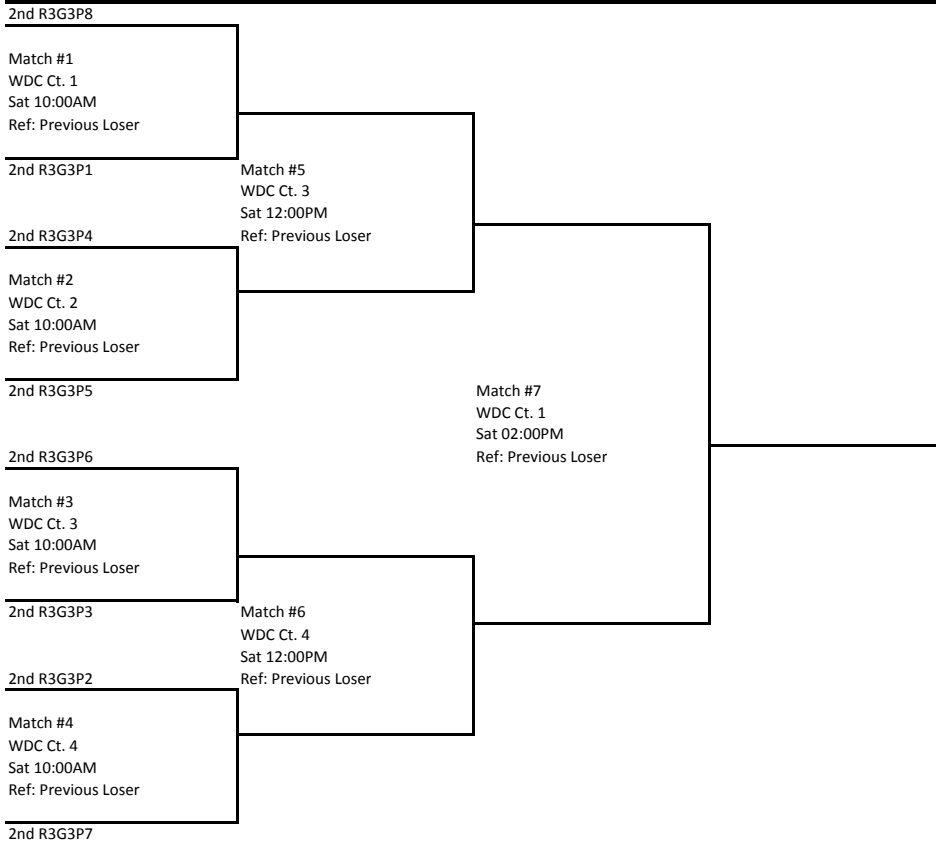 2nd R3G3P8
Match #1
WDC Ct. 1
Sat 10:00AM
Ref: Previous Loser
2nd R3G3P1
Match #5
WDC Ct. 3
Sat 12:00PM
Ref: Previous Loser
2nd R3G3P4
Match #2
WDC Ct. 2
Sat 10:00AM
Ref: Previous Loser
2nd R3G3P5
Match #7
WDC Ct. 1
Sat 02:00PM
Ref: Previous Loser
2nd R3G3P6
Match #3
WDC Ct. 3
Sat 10:00AM
Ref: Previous Loser
2nd R3G3P3
Match #6
WDC Ct. 4
Sat 12:00PM
Ref: Previous Loser
2nd R3G3P2
Match #4
WDC Ct. 4
Sat 10:00AM
Ref: Previous Loser
2nd R3G3P7